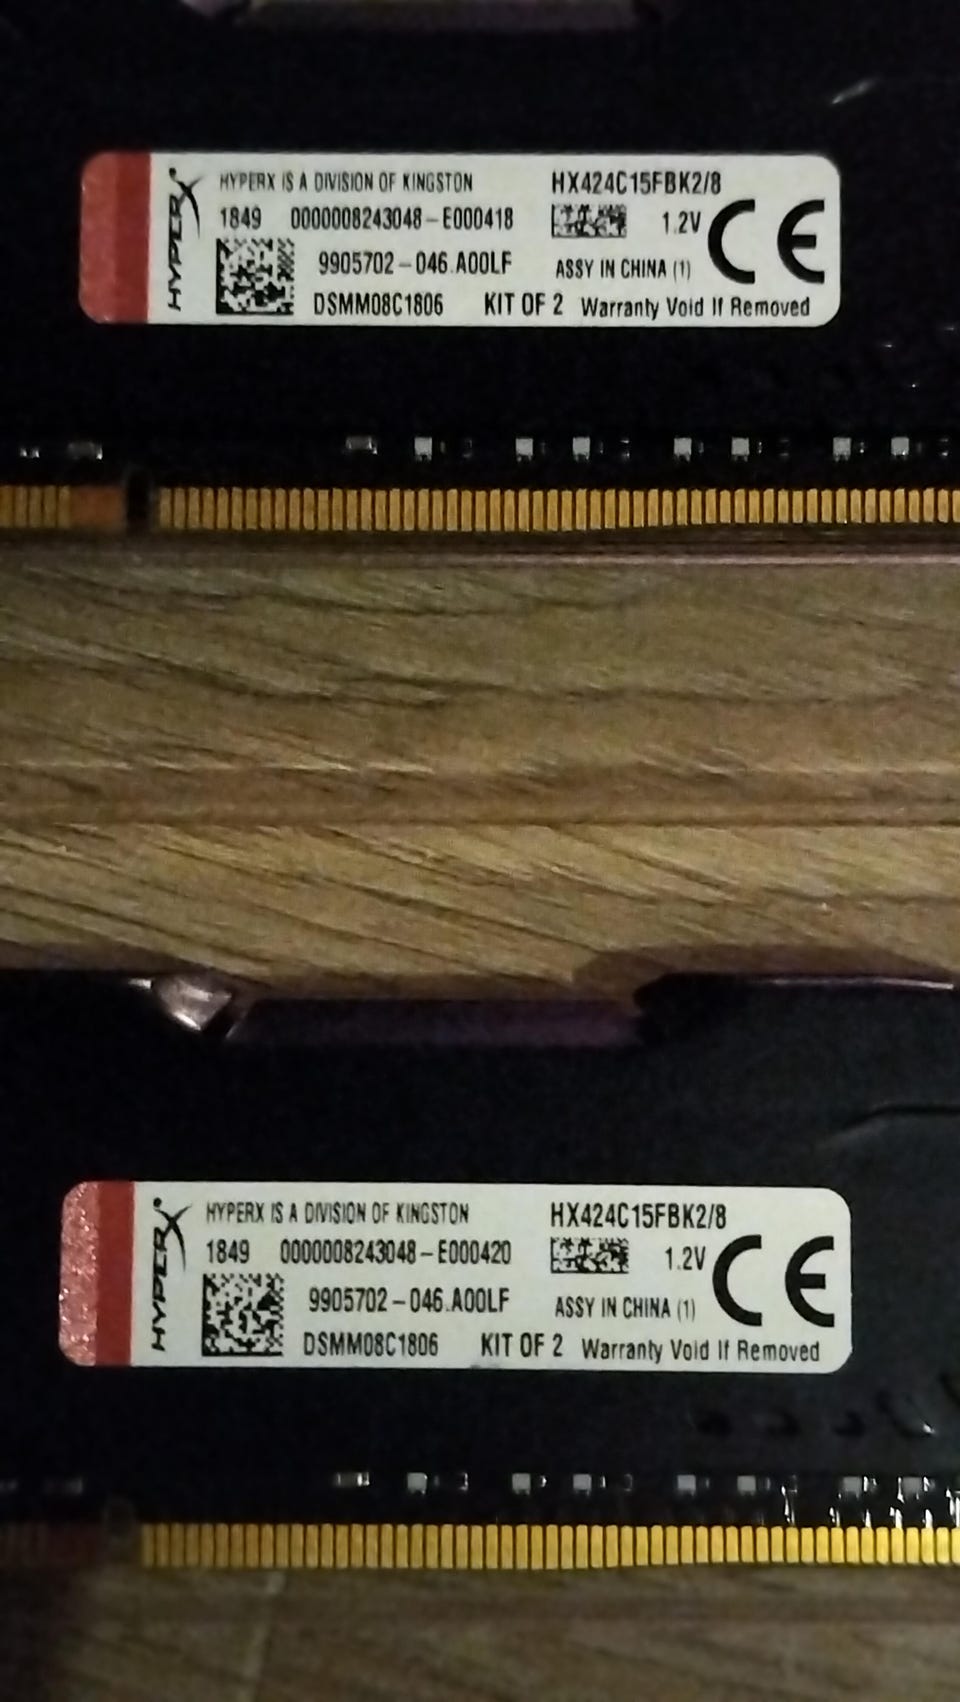 HYPERX
HYPERX IS A DIVISION OF KINGSTON HX424C15FBK2/8
1849 0000008243048-E000418 1.2V CE
9905702-046.A00LF ASSY IN CHINA (1)
DSMM08C1806 KIT OF 2 Warranty Void If Removed
HYPERX
HYPERX IS A DIVISION OF KINGSTON HX424C15FBK2/8
1849 0000008243048-E000420 1.2V CE
9905702-046.A00LF ASSY IN CHINA (1)
DSMM08C1806 KIT OF 2 Warranty Void If Removed